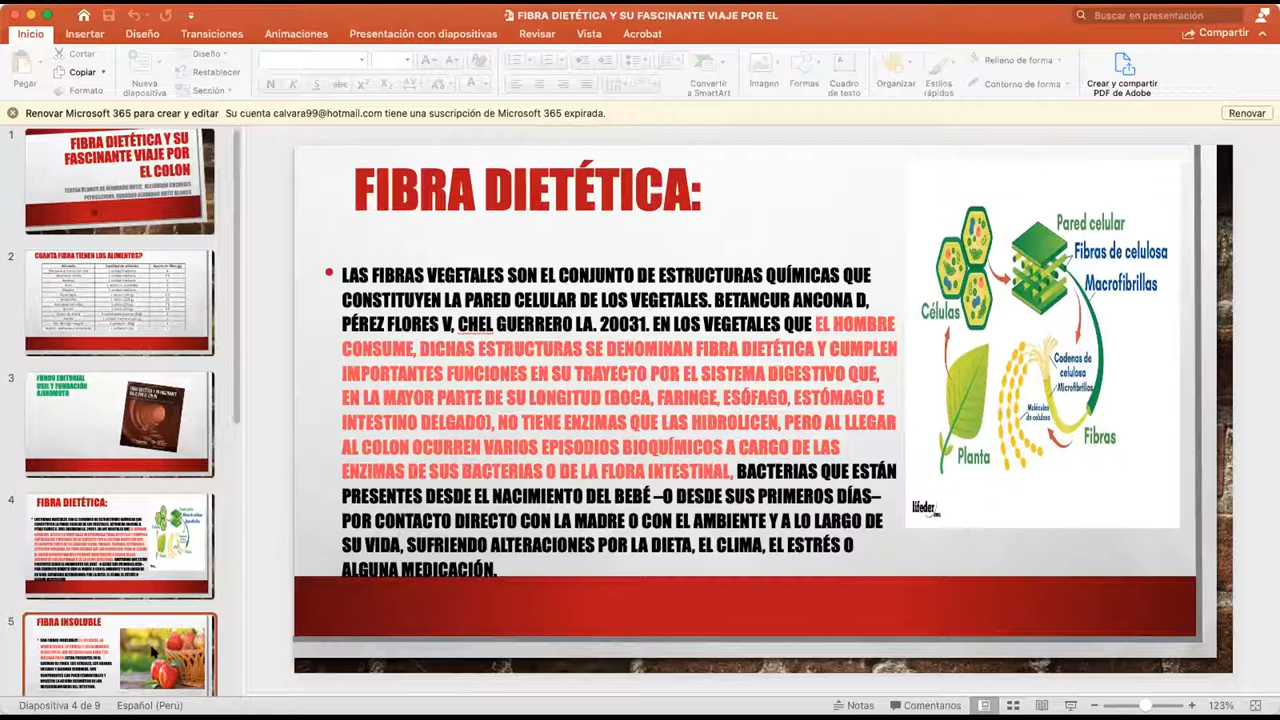 FIBRA DIETÉTICA Y SU FASCINANTE VIAJE POR EL
Buscar en presentación
Inicio Insertar Diseño Transiciones Animaciones Presentación con diapositivas Revisar Vista Acrobat Compartir
Pegar
Cortar
Copiar
Formato
Nueva diapositiva
Diseño
Restablecer
Sección
Convertir a SmartArt
Imagen
Formas
Cuadro de texto
Organizar
Estilos rápidos
Relleno de forma
Contorno de forma
Crear y compartir PDF de Adobe
Renovar Microsoft 365 para crear y editar Su cuenta calvara99@hotmail.com tiene una suscripción de Microsoft 365 expirada. Renovar
1
FIBRA DIETÉTICA Y SU
FASCINANTE VIAJE POR
EL COLON
2
CUANTA FIBRA TIENEN LOS ALIMENTOS?
3
FONDO EDITORIAL
USIL Y FUNDACIÓN
AJINOMOTO
4
FIBRA DIETÉTICA:
5
FIBRA INSOLUBLE
FIBRA DIETÉTICA:
LAS FIBRAS VEGETALES SON EL CONJUNTO DE ESTRUCTURAS QUÍMICAS QUE
CONSTITUYEN LA PARED CELULAR DE LOS VEGETALES. BETANCUR ANCONA D,
PÉREZ FLORES V, GUERRERO LA. 20031. EN LOS VEGETALES QUE EL HOMBRE
CONSUME, DICHAS ESTRUCTURAS SE DENOMINAN FIBRA DIETÉTICA Y CUMPLEN
IMPORTANTES FUNCIONES EN SU TRAYECTO POR EL SISTEMA DIGESTIVO QUE,
EN LA MAYOR PARTE DE SU LONGITUD (BOCA, FARINGE, ESÓFAGO, ESTÓMAGO E
INTESTINO DELGADO), NO TIENE ENZIMAS QUE LAS HIDROLICEN, PERO AL LLEGAR
AL COLON OCURREN VARIOS EPISODIOS BIOQUÍMICOS A CARGO DE LAS
ENZIMAS DE SUS BACTERIAS O DE LA FLORA INTESTINAL, BACTERIAS QUE ESTÁN
PRESENTES DESDE EL NACIMIENTO DEL BEBÉ –O DESDE SUS PRIMEROS DÍAS–
POR CONTACTO DIRECTO CON LA MADRE O CON EL AMBIENTE Y A LO LARGO DE
SU VIDA SUFRIRÁN ALTERACIONES POR LA DIETA, EL CLIMA, EL ESTRÉS O
ALGUNA MEDICACIÓN.
Pared celular
Fibras de celulosa
Macrofibrillas
Células
Cadenas de celulosa
Microfibrillas
Moléculas de celulosa
Fibras
Planta
lifeder
Diapositiva 4 de 9 Español (Perú) Notas Comentarios 123%